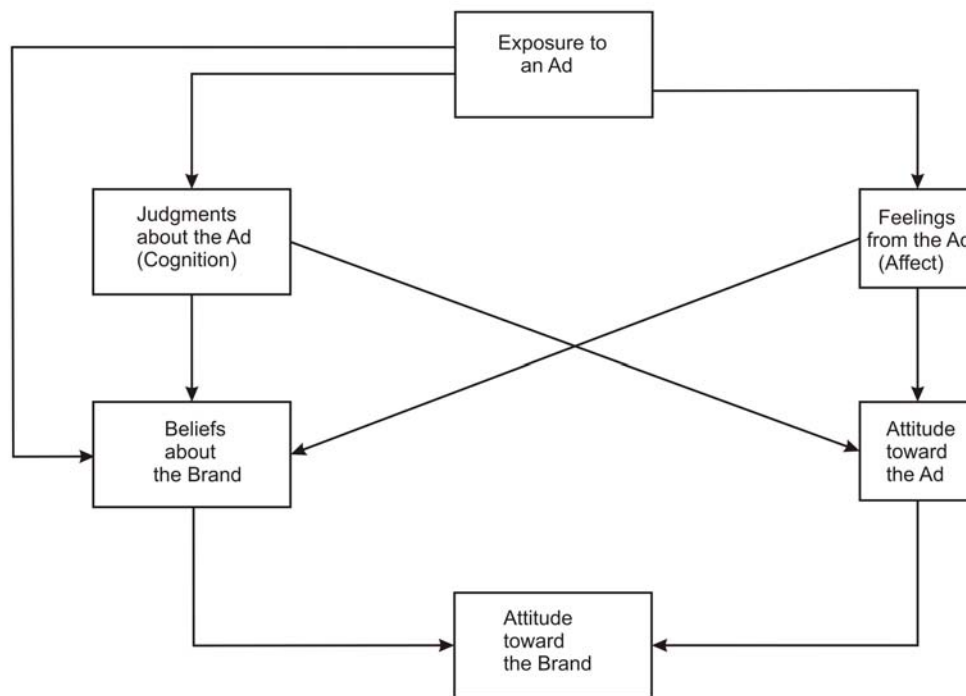 Exposure to
an Ad
Judgments
about the Ad
(Cognition)
Feelings
from the Ad
(Affect)
Beliefs
about
the Brand
Attitude
toward
the Ad
Attitude
toward
the Brand